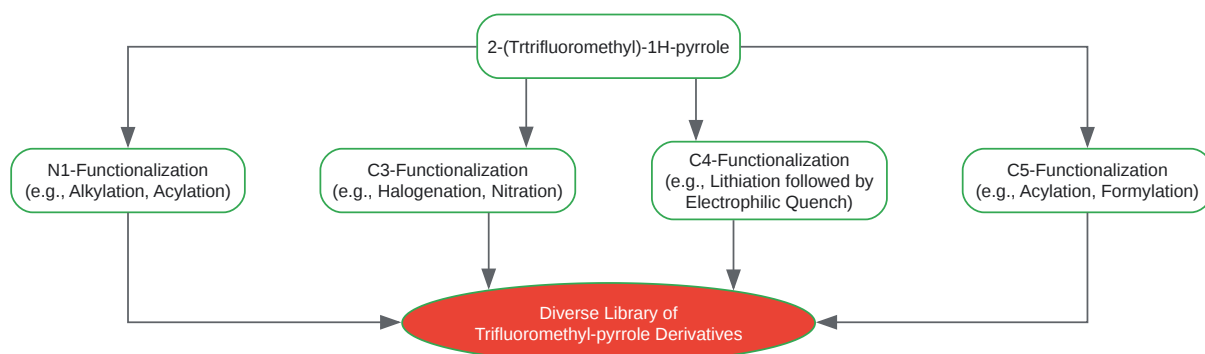 2-(Trtrifluoromethyl)-1H-pyrrole
N1-Functionalization
(e.g., Alkylation, Acylation)
C3-Functionalization
(e.g., Halogenation, Nitration)
C4-Functionalization
(e.g., Lithiation followed by
Electrophilic Quench)
C5-Functionalization
(e.g., Acylation, Formylation)
Diverse Library of
Trifluoromethyl-pyrrole Derivatives